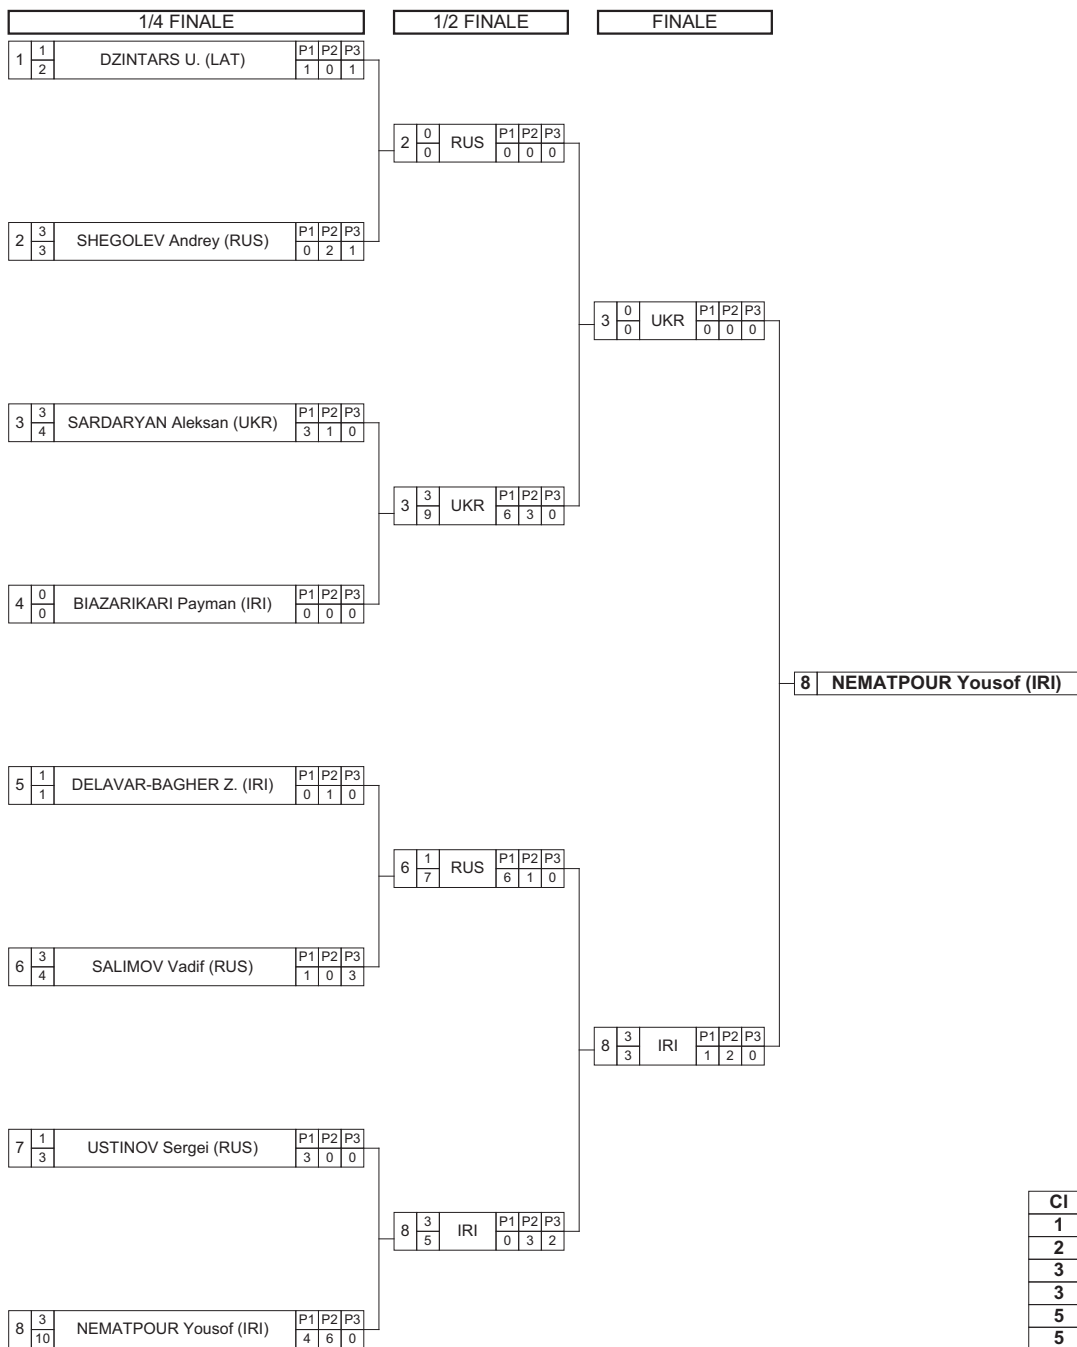 1/4 FINALE 1/2 FINALE FINALE
1 1 DZINTARS U. (LAT) P1 P2 P3
2 1 0 1
2 0 RUS P1 P2 P3
0 0 0 0
2 3 SHEGOLEV Andrey (RUS) P1 P2 P3
3 0 2 1
3 0 UKR P1 P2 P3
0 0 0 0
3 3 SARDARYAN Aleksan (UKR) P1 P2 P3
4 3 1 0
3 3 UKR P1 P2 P3
9 6 3 0
4 0 BIAZARIKARI Payman (IRI) P1 P2 P3
0 0 0 0
8 NEMATPOUR Yousof (IRI)
5 1 DELAVAR-BAGHER Z. (IRI) P1 P2 P3
1 0 1 0
6 1 RUS P1 P2 P3
7 6 1 0
6 3 SALIMOV Vadif (RUS) P1 P2 P3
4 1 0 3
8 3 IRI P1 P2 P3
3 1 2 0
7 1 USTINOV Sergei (RUS) P1 P2 P3
3 3 0 0
8 3 IRI P1 P2 P3
5 0 3 2
8 3 NEMATPOUR Yousof (IRI) P1 P2 P3
10 4 6 0
Cl
1
2
3
3
5
5